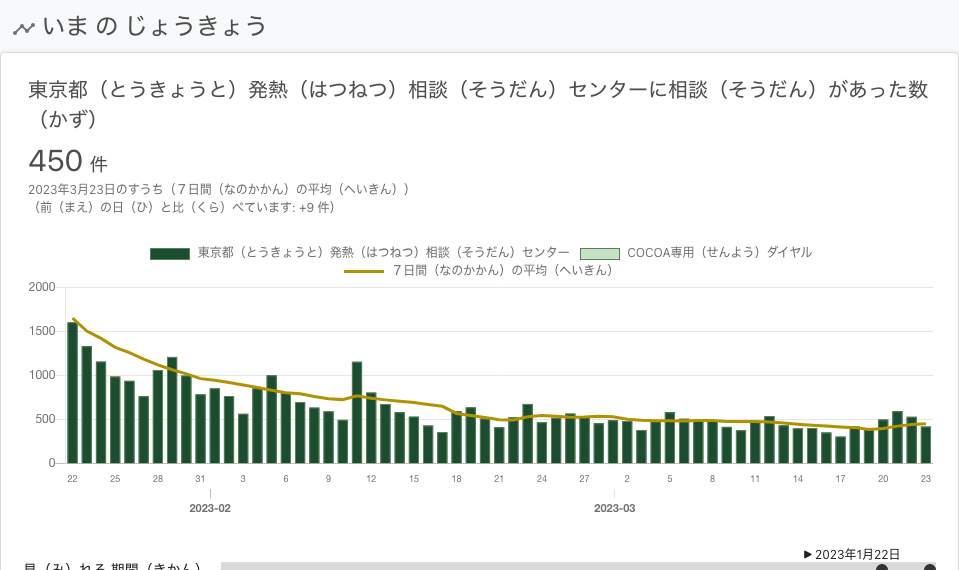 いま の じょうきょう
東京都（とうきょうと）発熱（はつねつ）相談（そうだん）センターに相談（そうだん）があった数
（かず）
450 件
2023年3月23日のすうち（７日間（なのかかん）の平均（へいきん））
（前（まえ）の日（ひ）と比（くら）べています: +9 件）
東京都（とうきょうと）発熱（はつねつ）相談（そうだん）センター COCOA専用（せんよう）ダイヤル
７日間（なのかかん）の平均（へいきん）
2000
1500
1000
500
0
22 25 28 31 3 6 9 12 15 18 21 24 27 2 5 8 11 14 17 20 23
2023-02 2023-03
▶ 2023年1月22日
見（み）れる 期間（きかん）